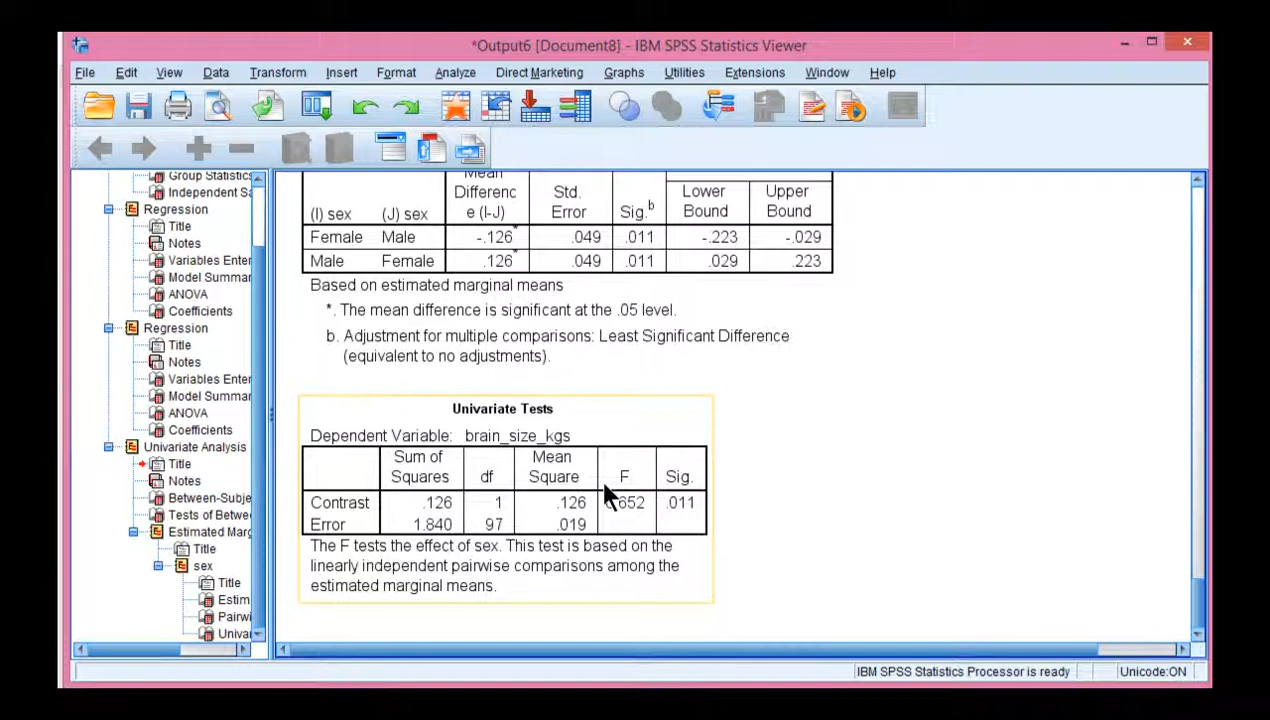 *Output6 [Document8] - IBM SPSS Statistics Viewer
File Edit View Data Transform Insert Format Analyze Direct Marketing Graphs Utilities Extensions Window Help
Group Statistics
Independent Sa
Regression
Title
Notes
Variables Enter
Model Summar
ANOVA
Coefficients
Regression
Title
Notes
Variables Enter
Model Summar
ANOVA
Coefficients
Univariate Analysis
Title
Notes
Between-Subje
Tests of Betwe
Estimated Marg
Title
sex
Title
Estim
Pairwi
Univar
(I) sex (J) sex Mean Differenc e (I-J) Std. Error Sig.b Lower Bound Upper Bound
Female Male -.126* .049 .011 -.223 -.029
Male Female .126* .049 .011 .029 .223
Based on estimated marginal means
*. The mean difference is significant at the .05 level.
b. Adjustment for multiple comparisons: Least Significant Difference
(equivalent to no adjustments).
Univariate Tests
Dependent Variable: brain_size_kgs
Sum of Squares df Mean Square F Sig.
Contrast .126 1 .126 .652 .011
Error 1.840 97 .019
The F tests the effect of sex. This test is based on the
linearly independent pairwise comparisons among the
estimated marginal means.
IBM SPSS Statistics Processor is ready
Unicode:ON